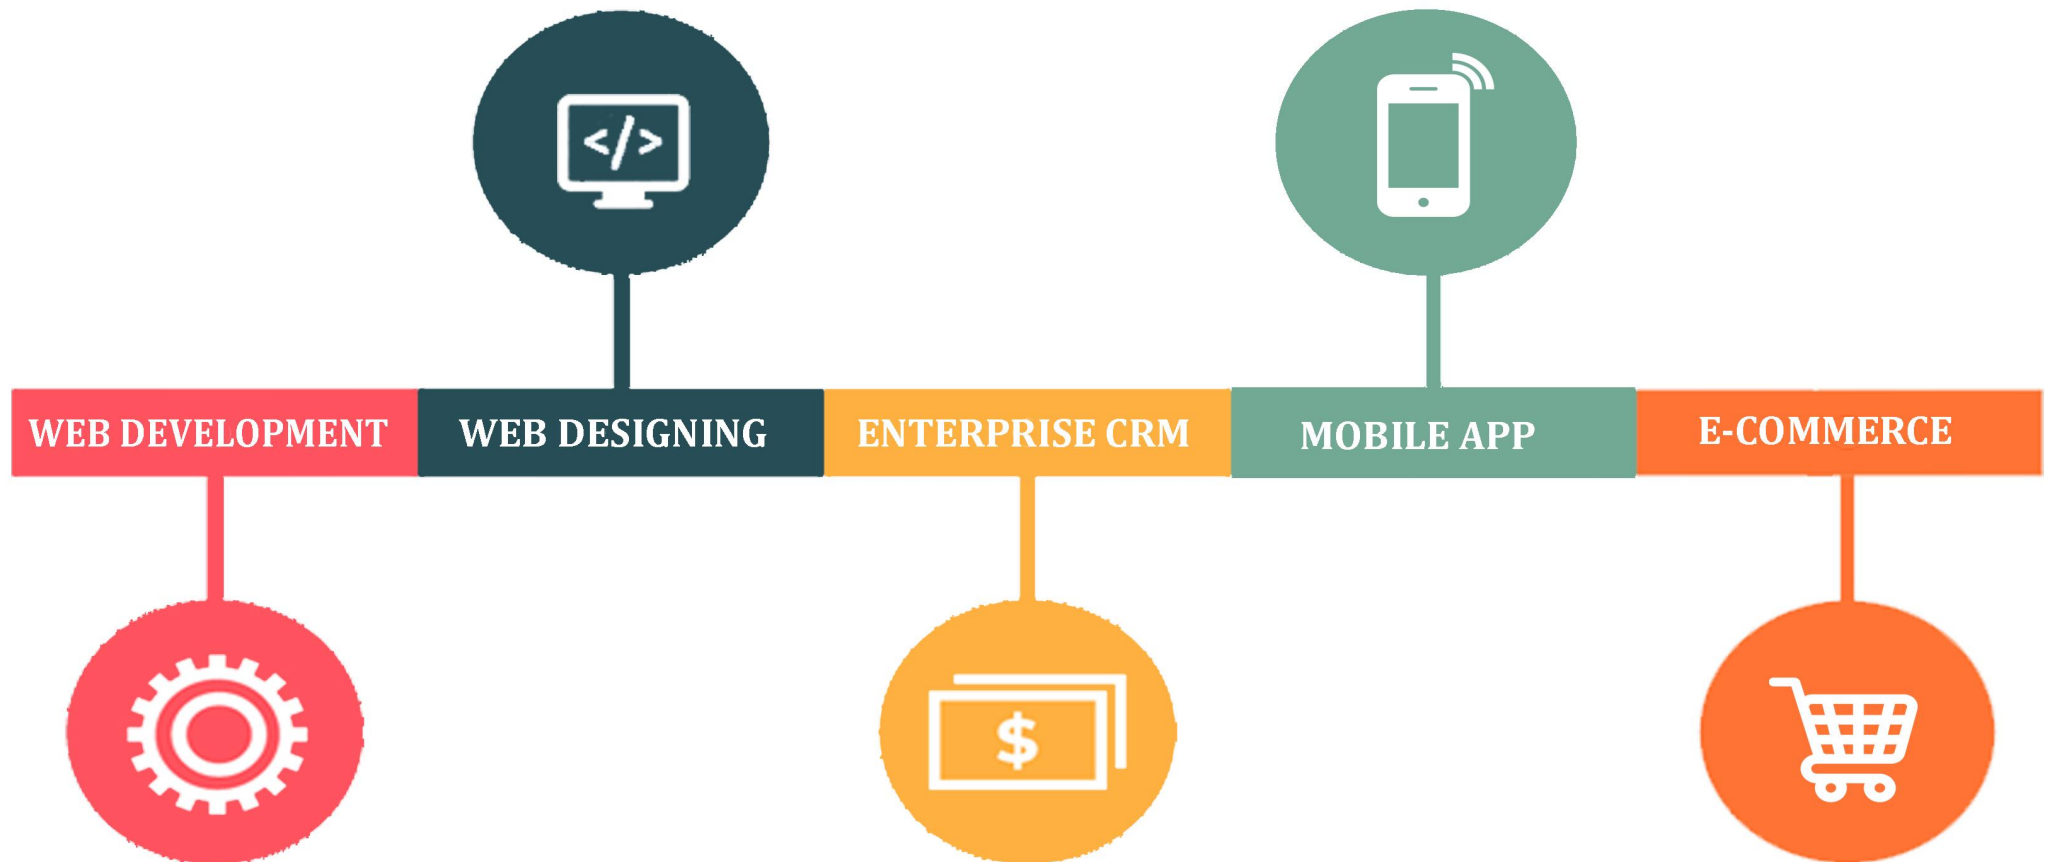 </>
WEB DEVELOPMENT
WEB DESIGNING
ENTERPRISE CRM
MOBILE APP
E-COMMERCE
$